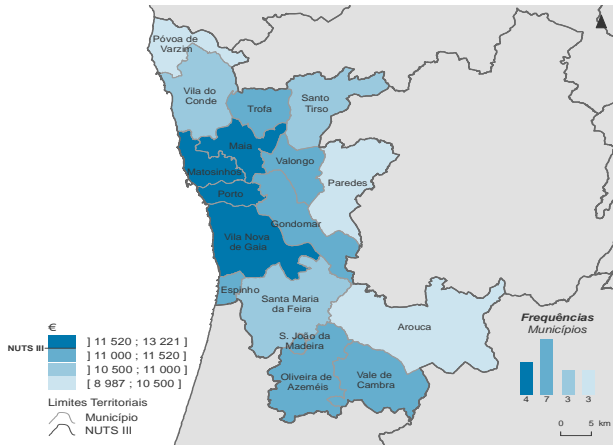 Póvoa de
Varzim
Vila do
Conde
Trofa
Santo
Tirso
Maia
Matosinhos
Valongo
Paredes
Porto
Gondomar
Vila Nova
de Gaia
Espinho
Santa Maria
da Feira
Arouca
S. João da
Madeira
Oliveira de
Azeméis
Vale de
Cambra
€
NUTS III
] 11 520 ; 13 221 ]
] 11 000 ; 11 520 ]
] 10 500 ; 11 000 ]
[ 8 987 ; 10 500 ]
Limites Territoriais
Município
NUTS III
Frequências
Municípios
4 7 3 3
0 5 km